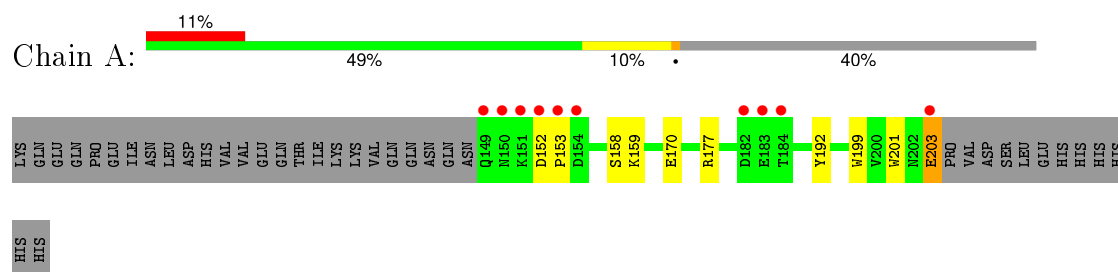 11%
Chain A:
49% 10% • 40%
LYS GLN GLU GLU GLN PRO GLU ILE ASN LEU ASP HIS VAL VAL GLU GLN THR ILE LYS LYS VAL GLN GLN ASN GLN ASN Q149 N150 K151 D152 P153 D154 S158 K159 E170 R177 D182 E183 T184 Y192 W199 V200 W201 N202 E203 PRO VAL ASP SER LEU GLU HIS HIS HIS HIS
HIS HIS